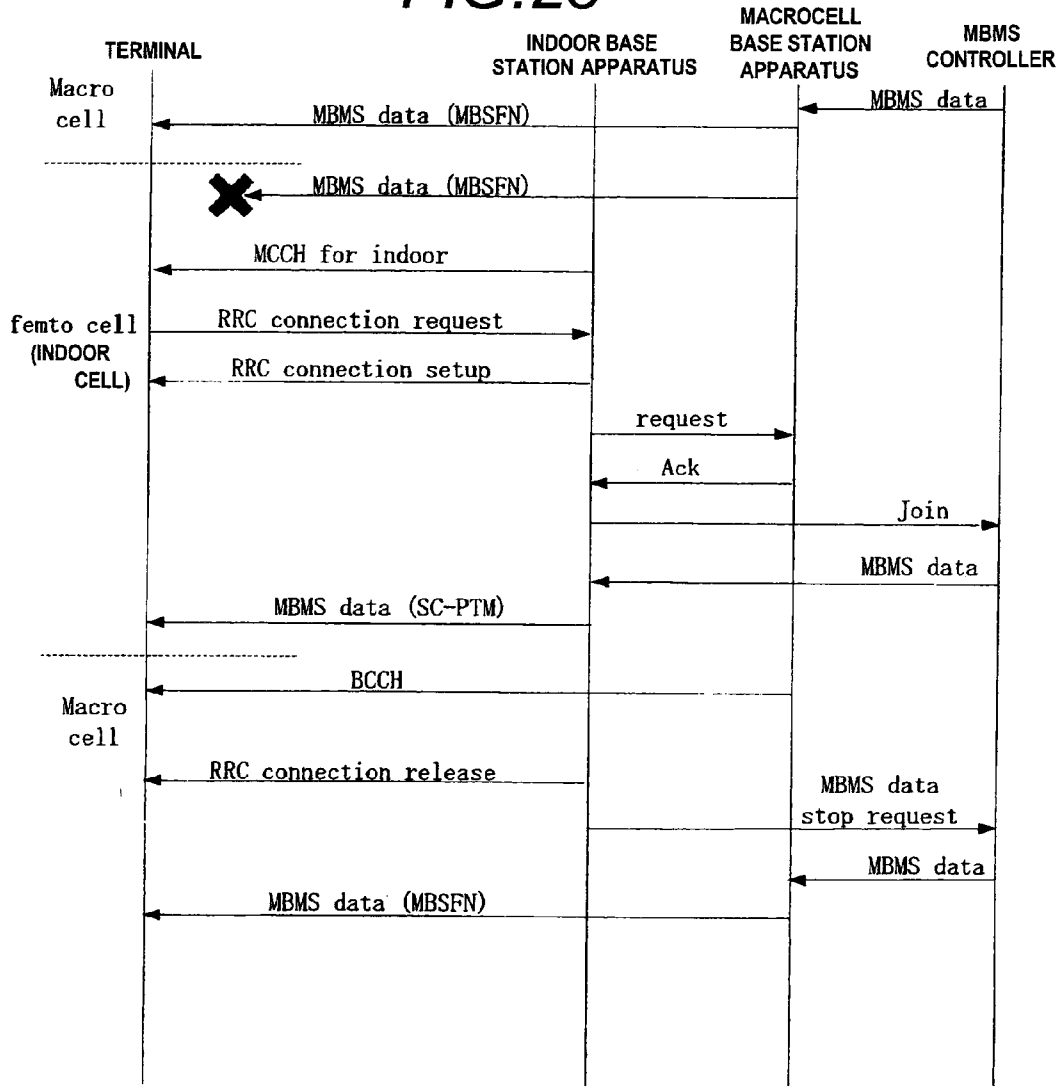 TERMINAL
INDOOR BASE
STATION APPARATUS
MACROCELL
BASE STATION
APPARATUS
MBMS
CONTROLLER
Macro
cell
MBMS data
MBMS data (MBSFN)
MBMS data (MBSFN)
MCCH for indoor
femto cell
(INDOOR
CELL)
RRC connection request
RRC connection setup
request
Ack
Join
MBMS data
MBMS data (SC-PTM)
BCCH
Macro
cell
RRC connection release
MBMS data
stop request
MBMS data
MBMS data (MBSFN)